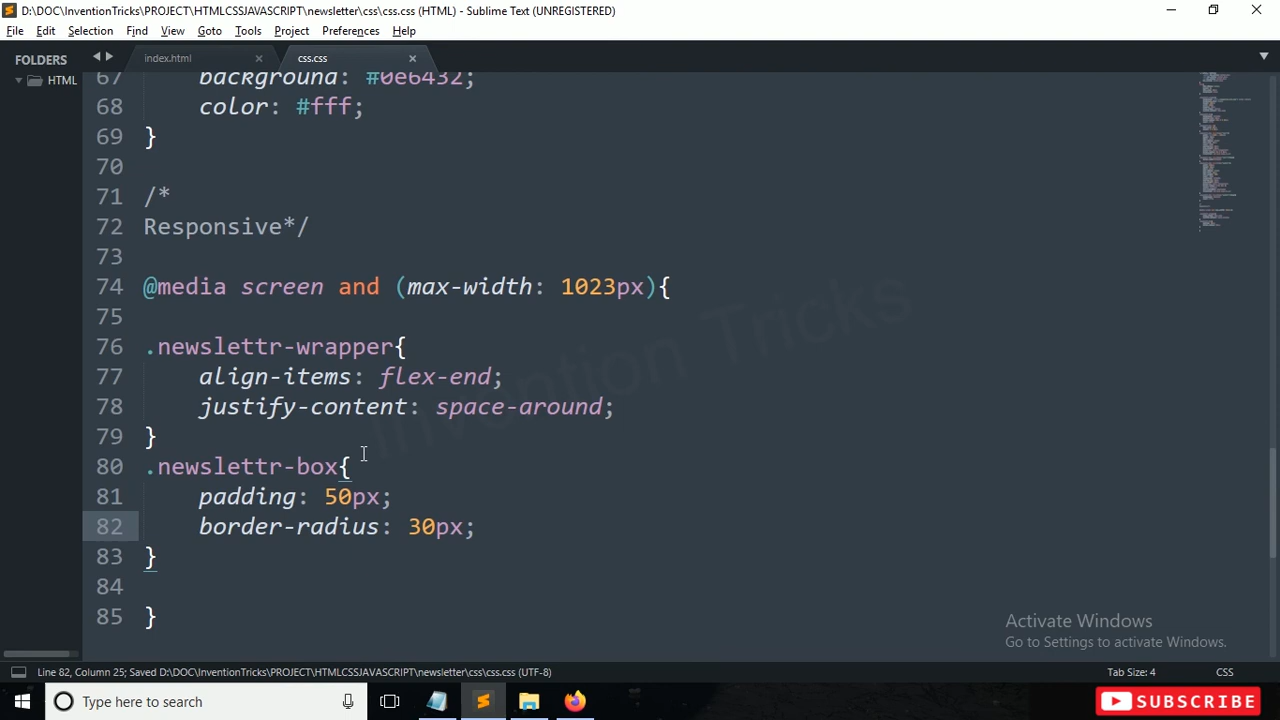 D:\DOC\InventionTricks\PROJECT\HTMLCSSJAVASCRIPT\newsletter\css\css.css (HTML) - Sublime Text (UNREGISTERED)
File Edit Selection Find View Goto Tools Project Preferences Help
FOLDERS
HTML
index.html
css.css
67 background: #0e6432;
68 color: #fff;
69 }
70
71 /*
72 Responsive*/
73
74 @media screen and (max-width: 1023px){
75
76 .newslettr-wrapper{
77 align-items: flex-end;
78 justify-content: space-around;
79 }
80 .newslettr-box{
81 padding: 50px;
82 border-radius: 30px;
83 }
84
85 }
Invention Tricks
Activate Windows
Go to Settings to activate Windows.
Line 82, Column 25; Saved D:\DOC\InventionTricks\PROJECT\HTMLCSSJAVASCRIPT\newsletter\css\css.css (UTF-8)
Tab Size: 4
CSS
Type here to search
SUBSCRIBE